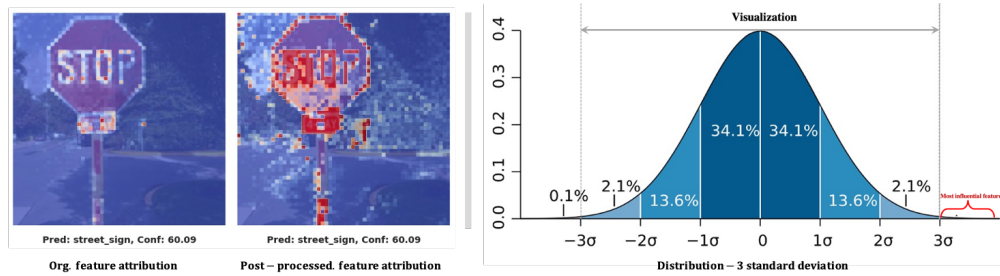 STOP
STOP
Pred: street_sign, Conf: 60.09
Pred: street_sign, Conf: 60.09
Org. feature attribution
Post – processed. feature attribution
Visualization
0.0 0.1 0.2 0.3 0.4
34.1% 34.1%
0.1% 2.1% 13.6% 13.6% 2.1%
Most influential feature
−3σ −2σ −1σ 0 1σ 2σ 3σ
Distribution – 3 standard deviation